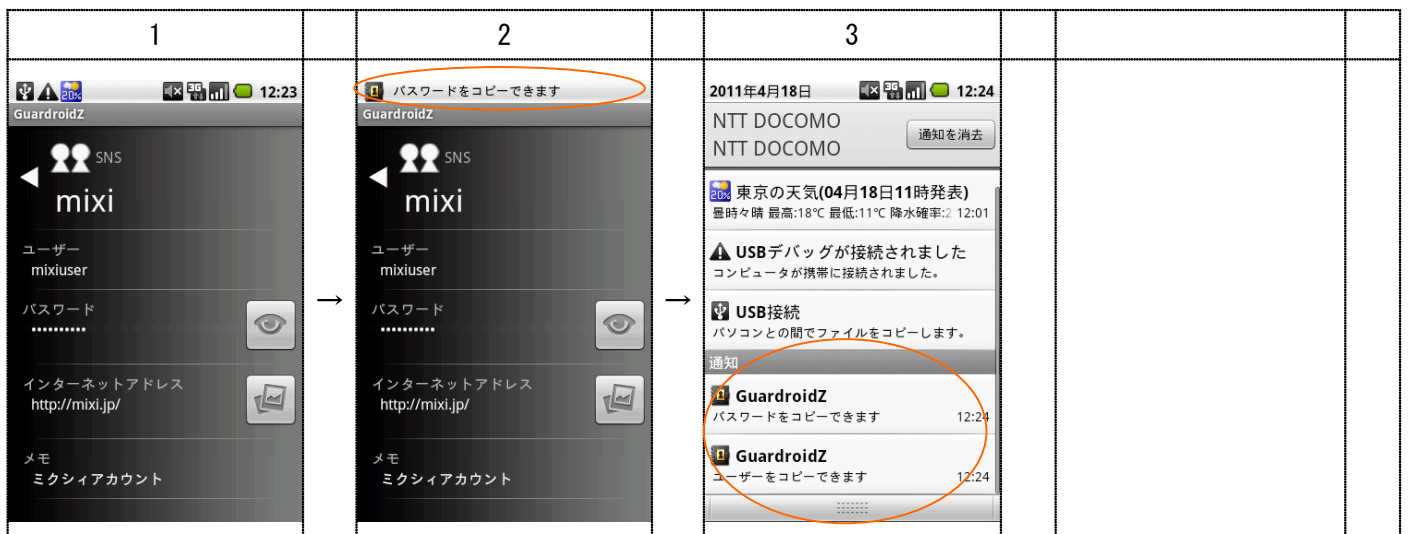 1
2
3
20%
12:23
GuardroidZ
SNS
mixi
ユーザー
mixiuser
パスワード
••••••••••
インターネットアドレス
http://mixi.jp/
メモ
ミクシィアカウント
→
パスワードをコピーできます
GuardroidZ
SNS
mixi
ユーザー
mixiuser
パスワード
••••••••••
インターネットアドレス
http://mixi.jp/
メモ
ミクシィアカウント
→
2011年4月18日
12:24
NTT DOCOMO
NTT DOCOMO
通知を消去
20%
東京の天気(04月18日11時発表)
曇時々晴 最高:18℃ 最低:11℃ 降水確率:2 12:01
USBデバッグが接続されました
コンピュータが携帯に接続されました。
USB接続
パソコンとの間でファイルをコピーします。
通知
GuardroidZ
パスワードをコピーできます 12:24
GuardroidZ
ユーザーをコピーできます 12:24